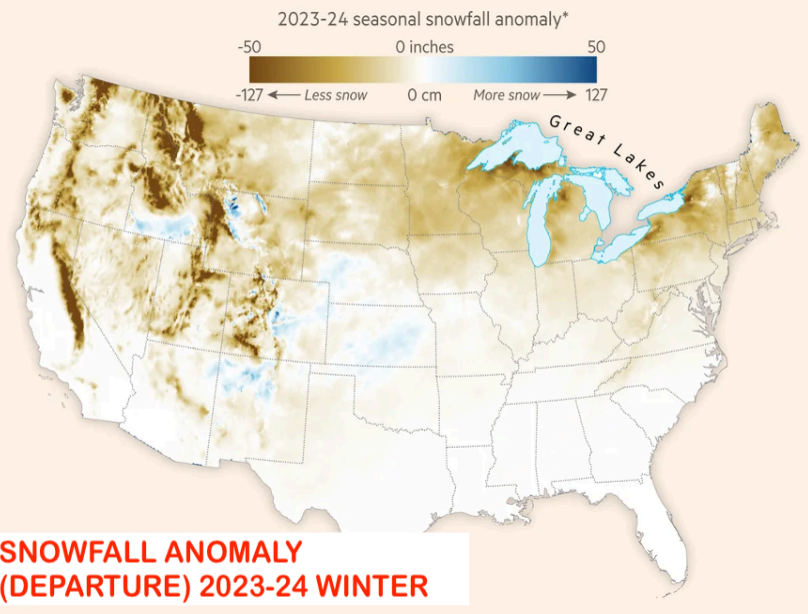 2023-24 seasonal snowfall anomaly*
-50 0 inches 50
-127 ← Less snow 0 cm More snow → 127
Great Lakes
SNOWFALL ANOMALY
(DEPARTURE) 2023-24 WINTER